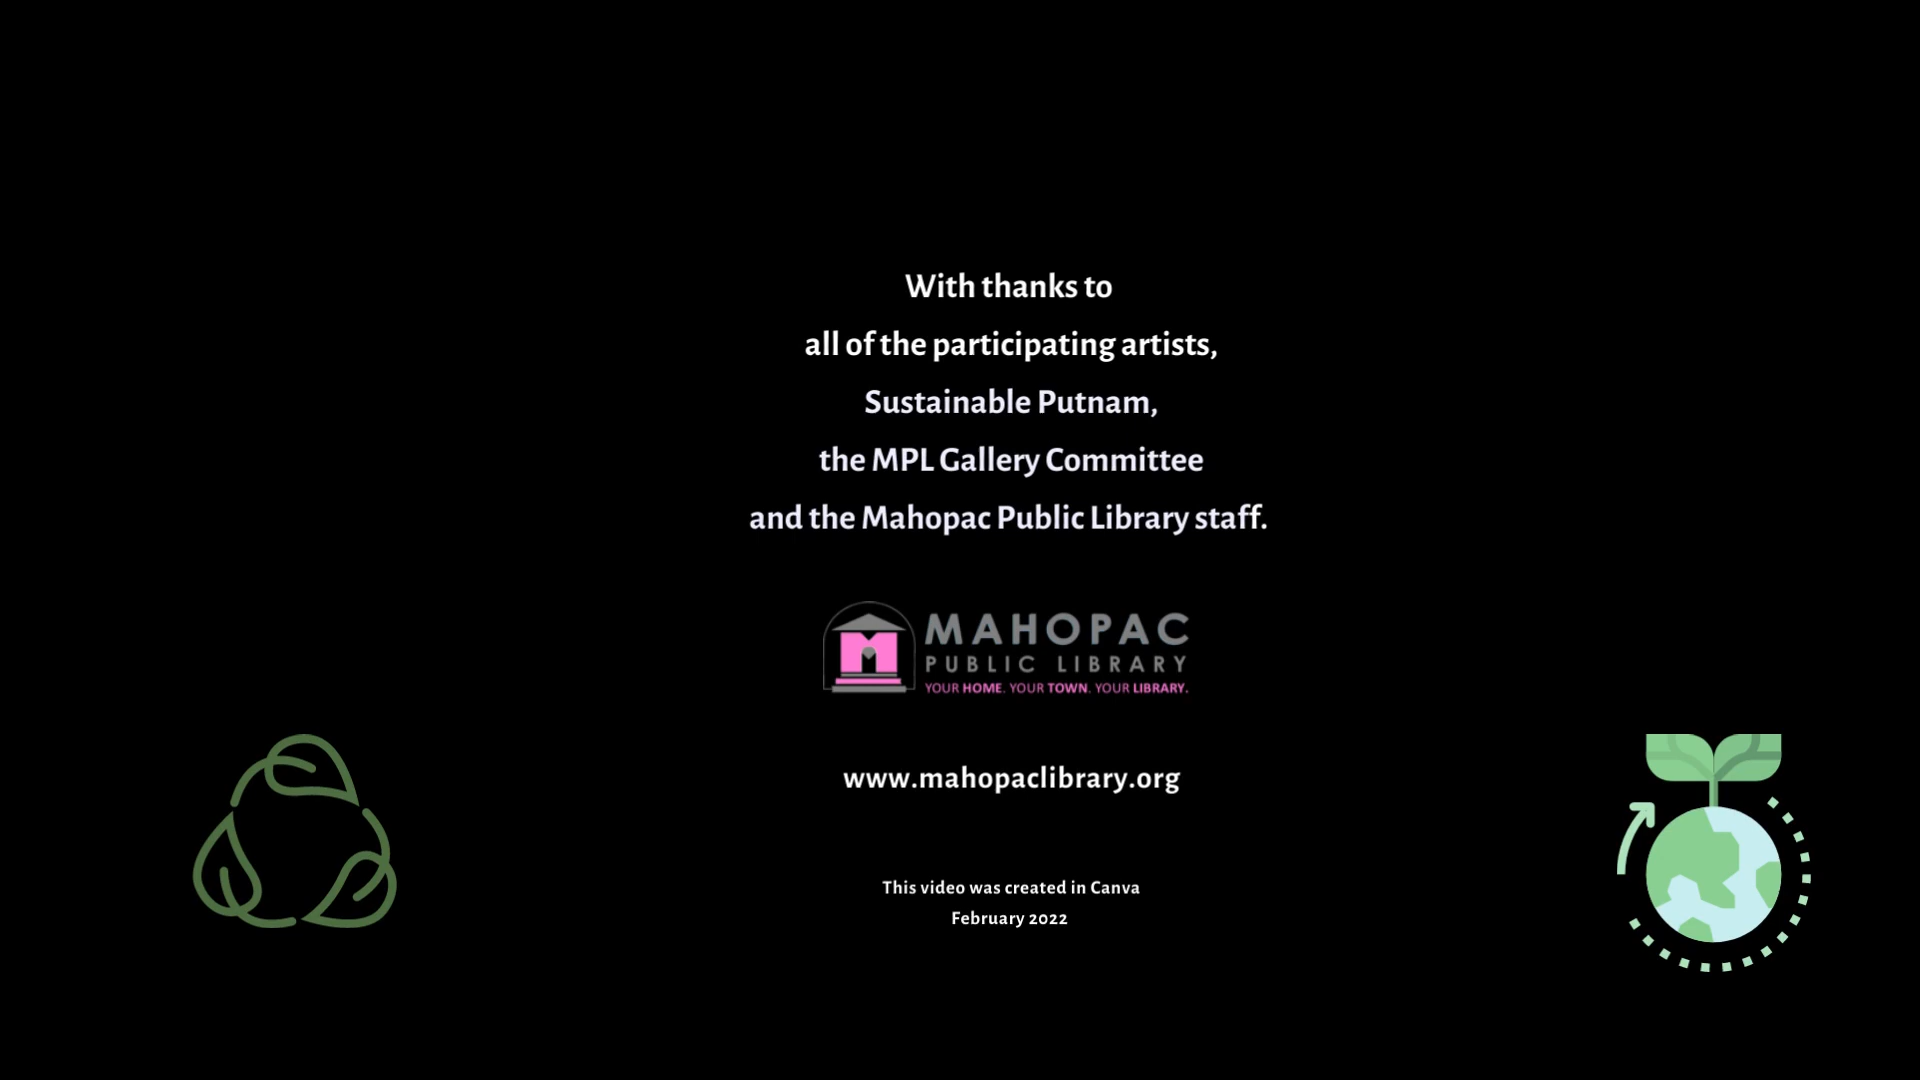 With thanks to
all of the participating artists,
Sustainable Putnam,
the MPL Gallery Committee
and the Mahopac Public Library staff.
MAHOPAC
PUBLIC LIBRARY
YOUR HOME. YOUR TOWN. YOUR LIBRARY.
www.mahopaclibrary.org
This video was created in Canva
February 2022